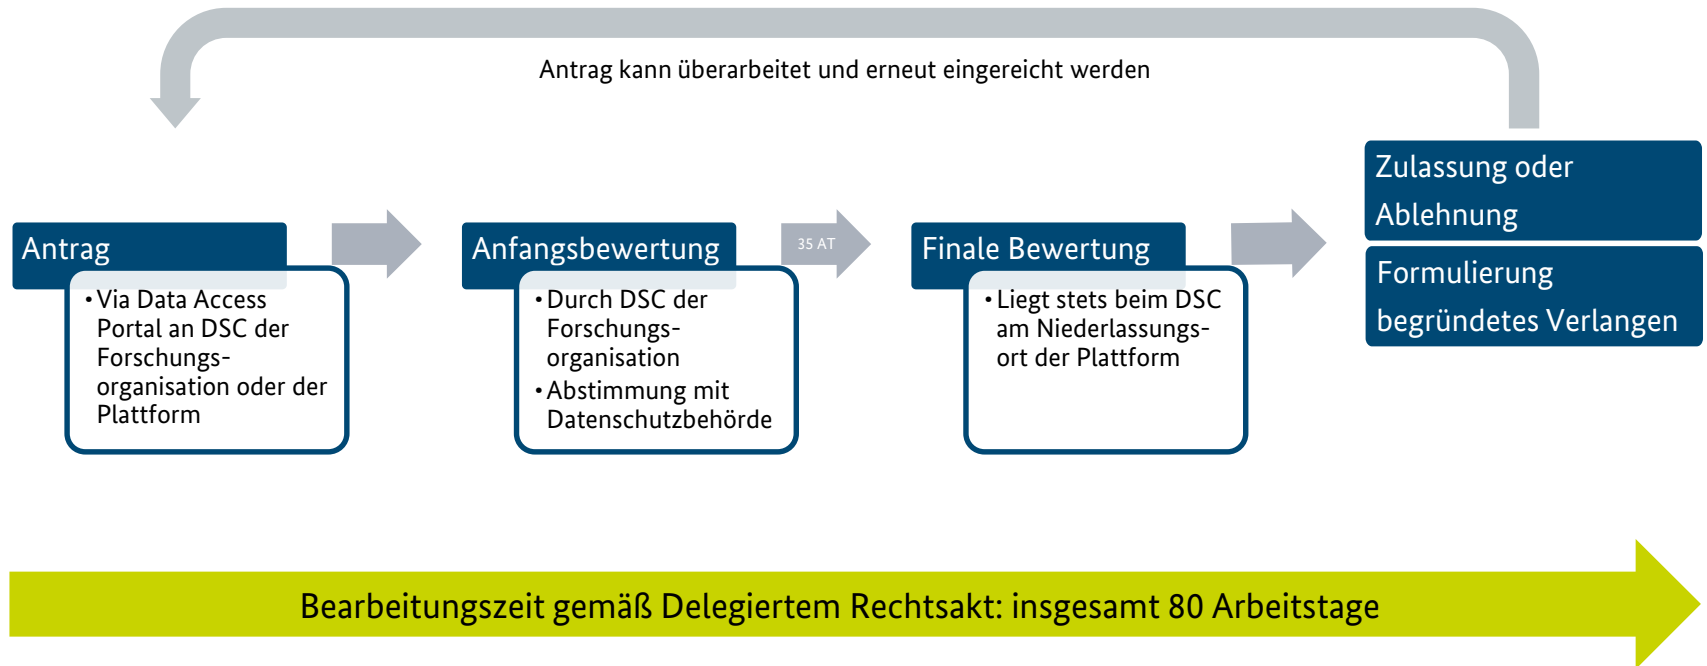 Antrag kann überarbeitet und erneut eingereicht werden
Antrag
• Via Data Access
Portal an DSC der
Forschungs-
organisation oder der
Plattform
Anfangsbewertung
• Durch DSC der
Forschungs-
organisation
• Abstimmung mit
Datenschutzbehörde
35 AT
Finale Bewertung
• Liegt stets beim DSC
am Niederlassungs-
ort der Plattform
Zulassung oder
Ablehnung
Formulierung
begründetes Verlangen
Bearbeitungszeit gemäß Delegiertem Rechtsakt: insgesamt 80 Arbeitstage